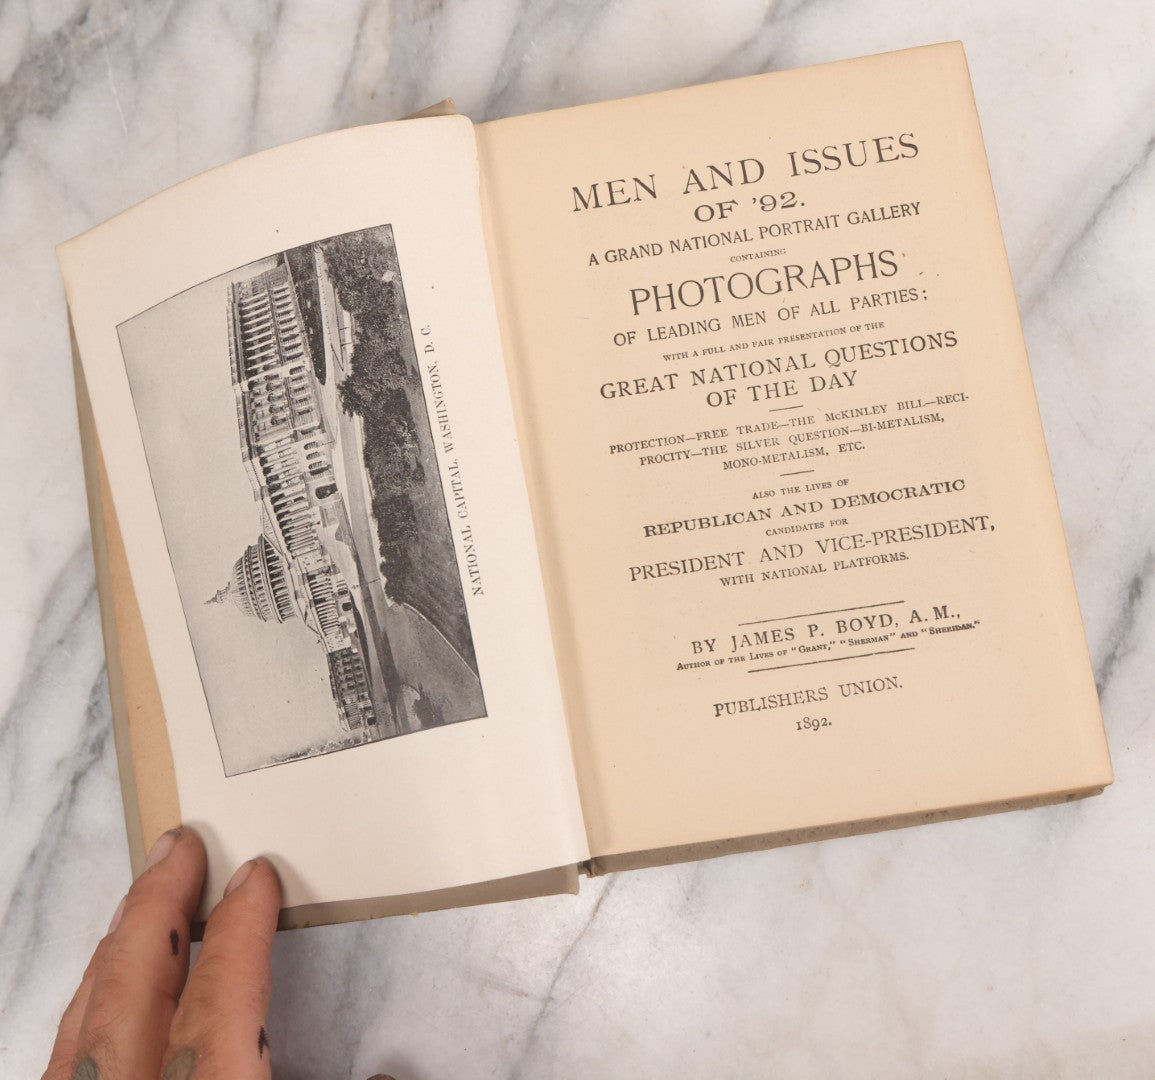 NATIONAL CAPITAL, WASHINGTON, D. C.
MEN AND ISSUES
OF '92.
A GRAND NATIONAL PORTRAIT GALLERY
CONTAINING
PHOTOGRAPHS
OF LEADING MEN OF ALL PARTIES;
WITH A FULL AND FAIR PRESENTATION OF THE
GREAT NATIONAL QUESTIONS
OF THE DAY
PROTECTION—FREE TRADE—THE McKINLEY BILL—RECI-
PROCITY—THE SILVER QUESTION—BI-METALISM,
MONO-METALISM, ETC.
ALSO THE LIVES OF
REPUBLICAN AND DEMOCRATIC
CANDIDATES FOR
PRESIDENT AND VICE-PRESIDENT,
WITH NATIONAL PLATFORMS.
BY JAMES P. BOYD, A. M.,
AUTHOR OF THE LIVES OF "GRANT," "SHERMAN" AND "SHERIDAN."
PUBLISHERS UNION.
1892.